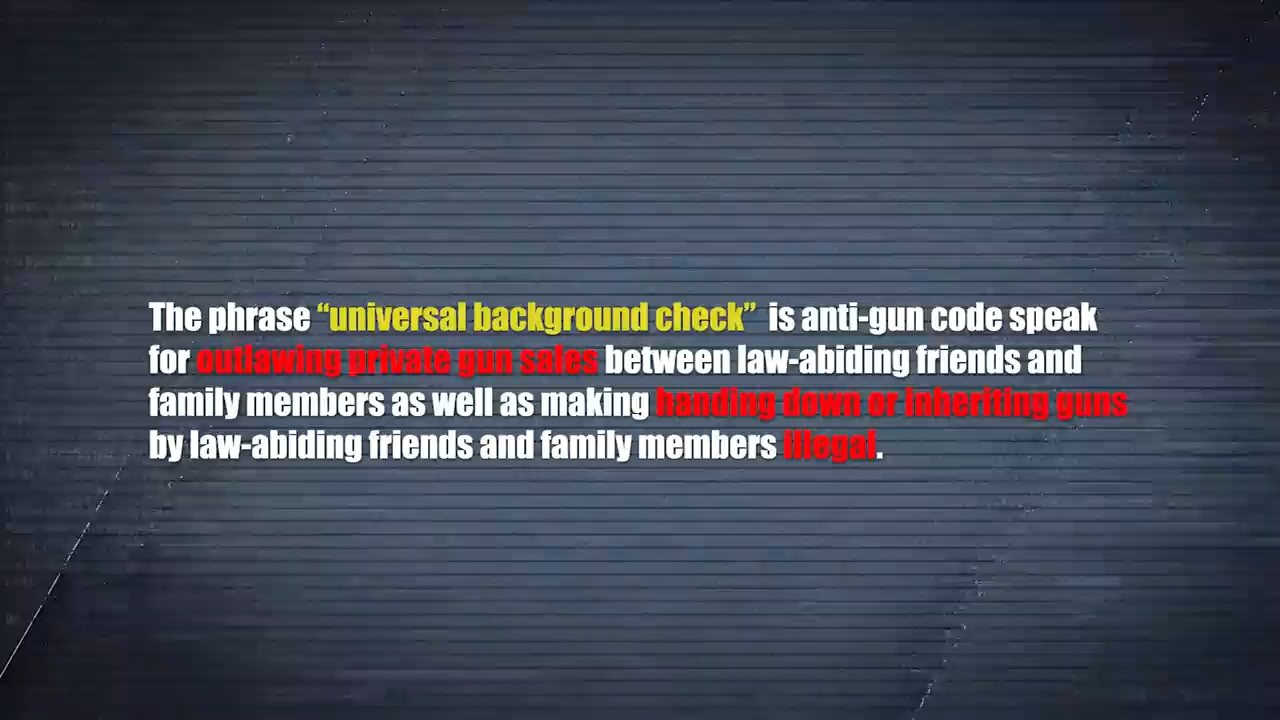 The phrase “universal background check” is anti-gun code speak
for outlawing private gun sales between law-abiding friends and
family members as well as making handing down or inheriting guns
by law-abiding friends and family members illegal.